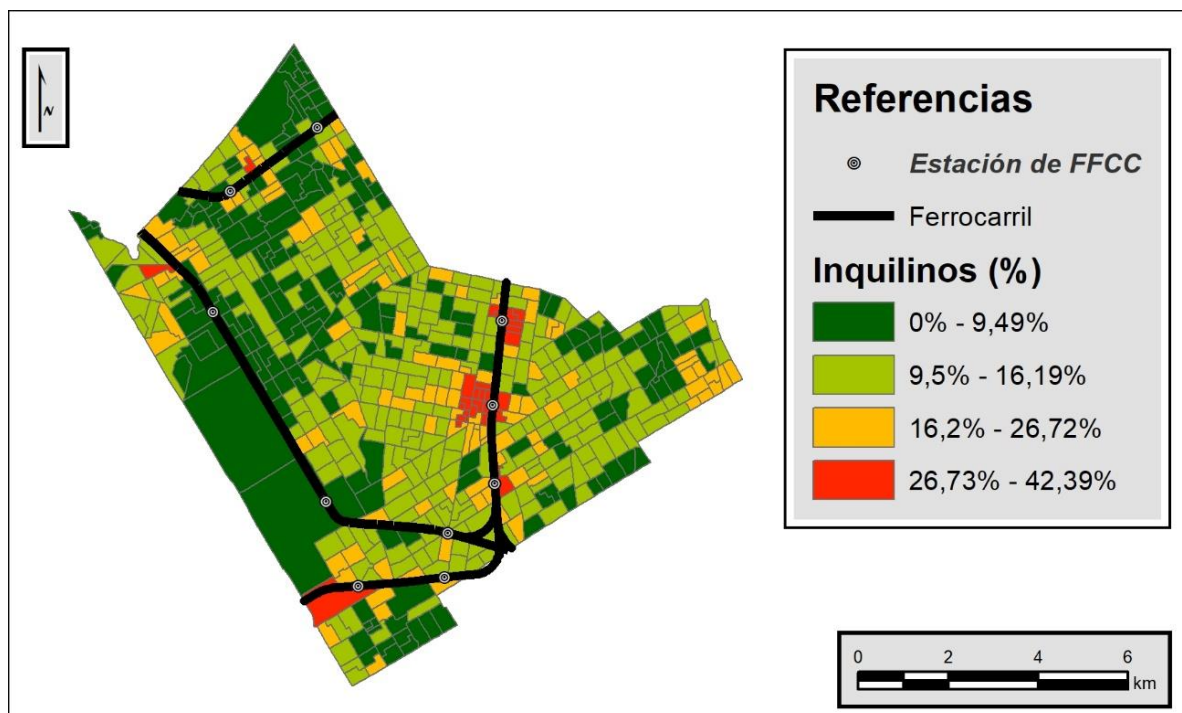 N
Referencias
Estación de FFCC
Ferrocarril
Inquilinos (%)
0% - 9,49%
9,5% - 16,19%
16,2% - 26,72%
26,73% - 42,39%
0 2 4 6
km